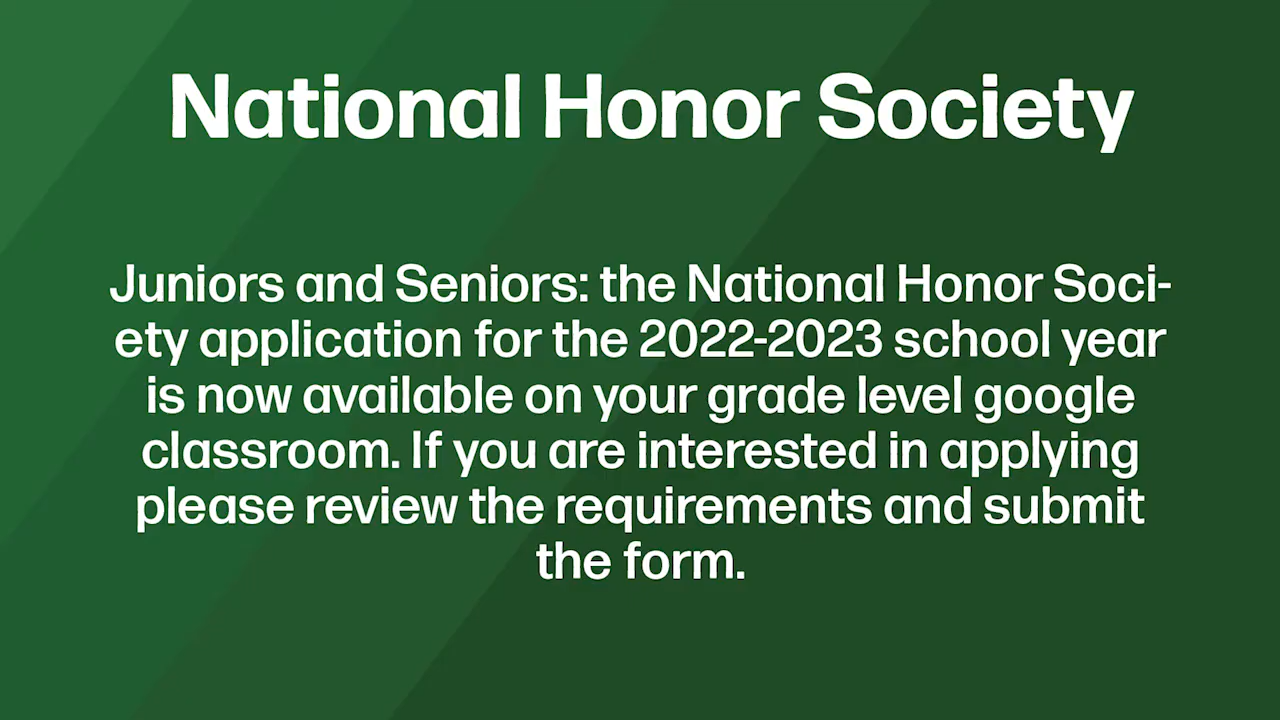 National Honor Society
Juniors and Seniors: the National Honor Soci-
ety application for the 2022-2023 school year
is now available on your grade level google
classroom. If you are interested in applying
please review the requirements and submit
the form.